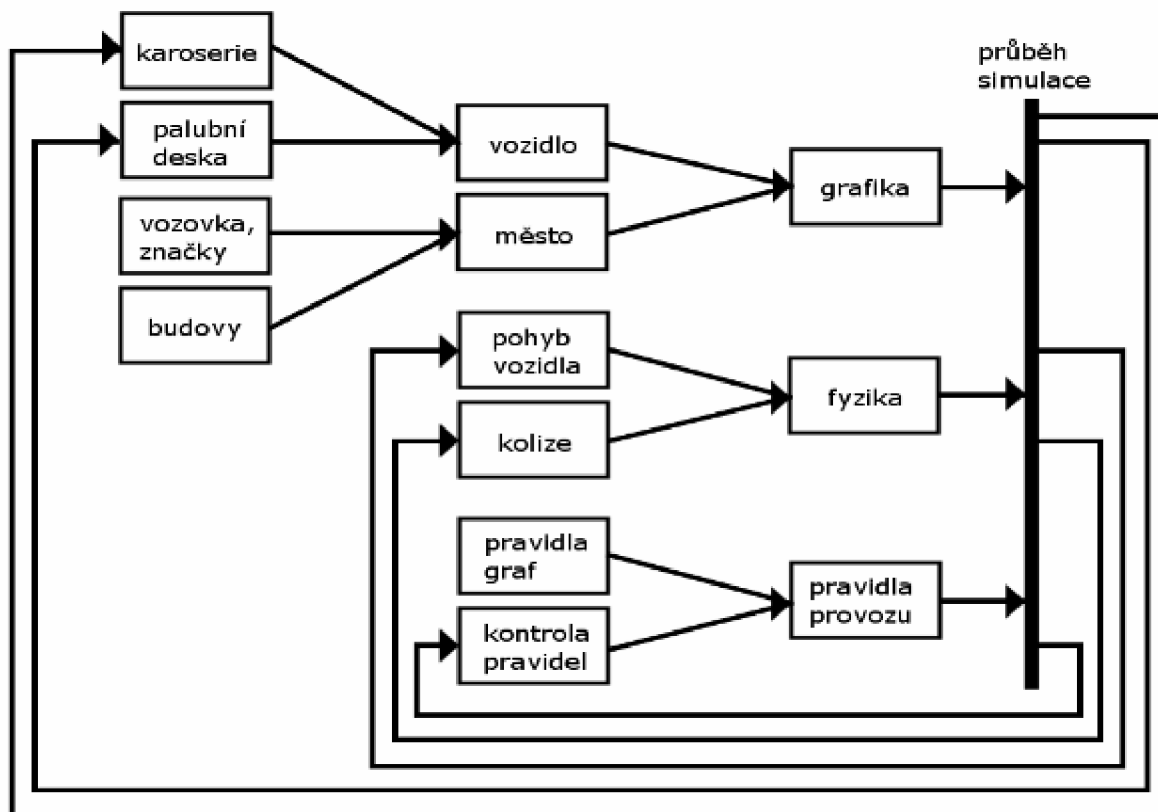 karoserie
palubní
deska
vozovka,
značky
budovy
vozidlo
město
pohyb
vozidla
kolize
pravidla
graf
kontrola
pravidel
grafika
fyzika
pravidla
provozu
průběh
simulace